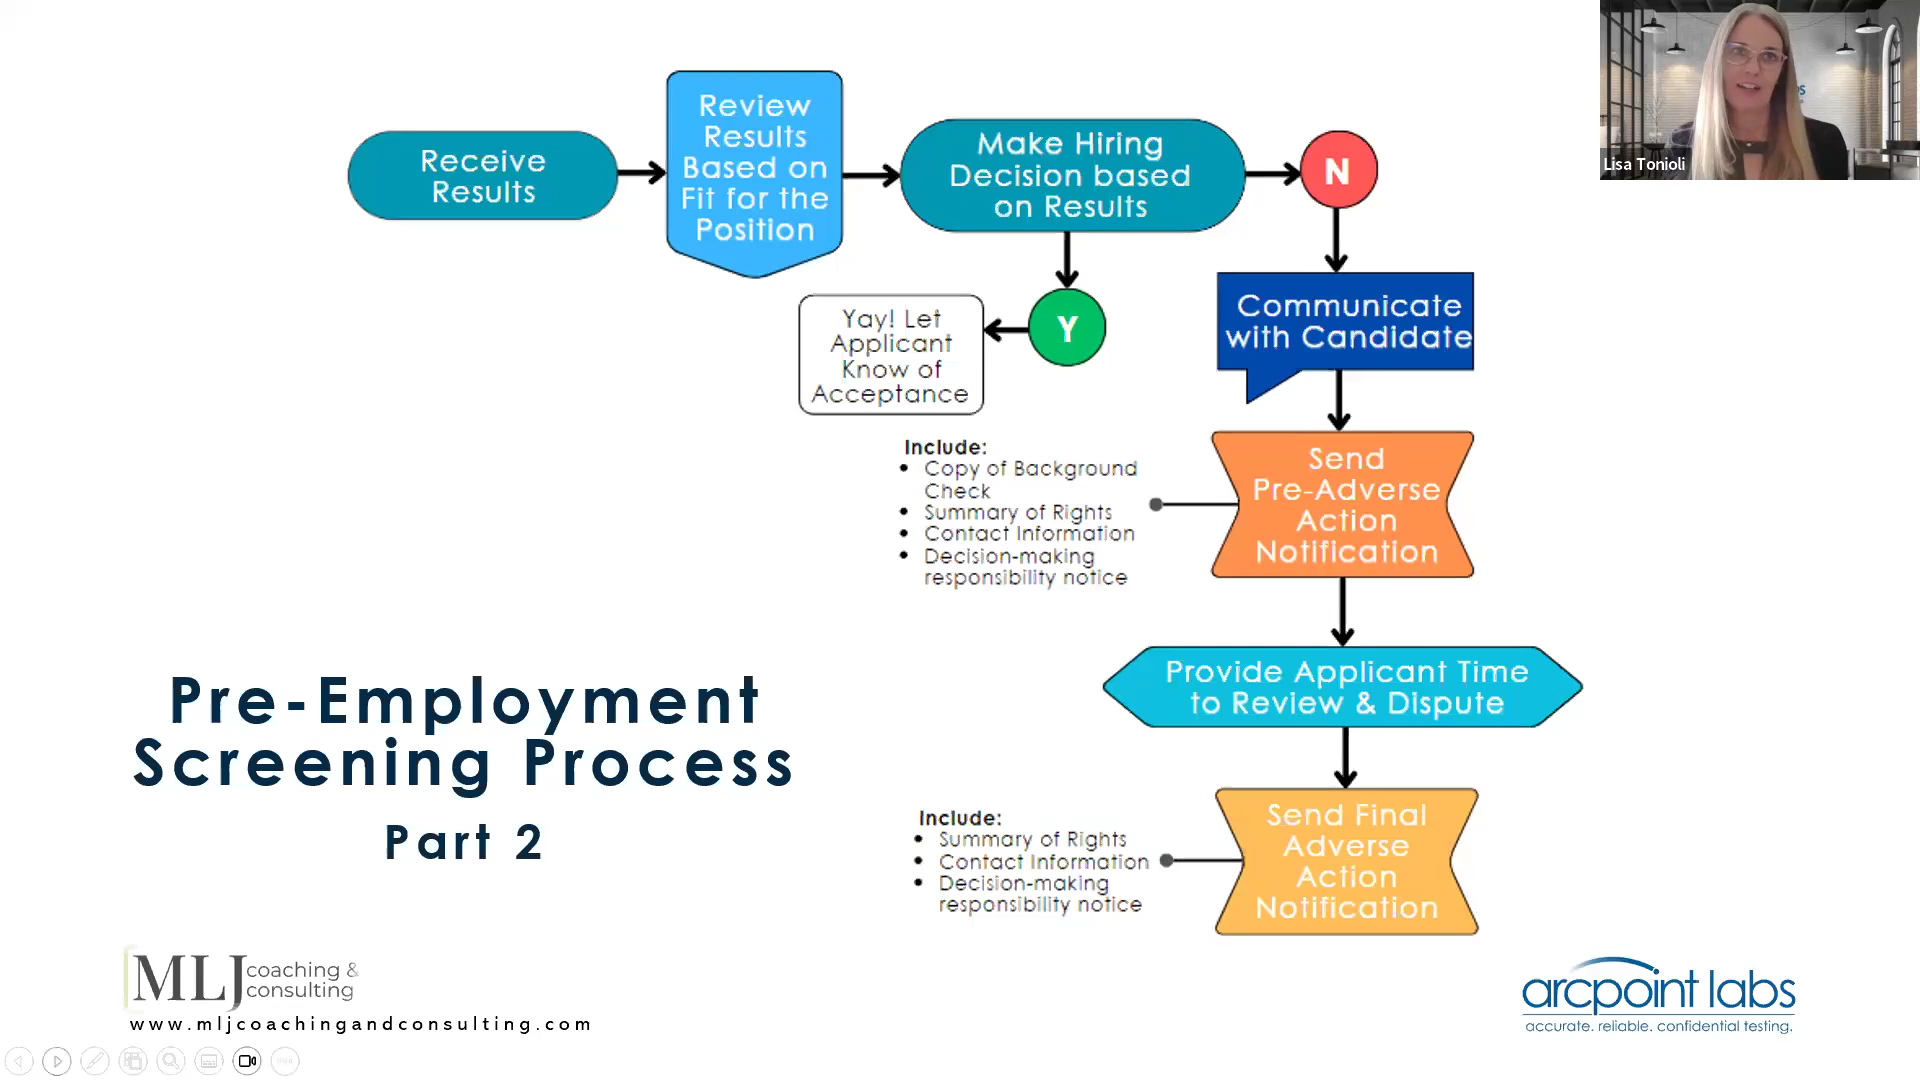 Receive
Results
Review
Results
Based on
Fit for the
Position
Make Hiring
Decision based
on Results
N
Lisa Tonioli
Yay! Let
Applicant
Know of
Acceptance
Y
Communicate
with Candidate
Include:
• Copy of Background
Check
• Summary of Rights
• Contact Information
• Decision-making
responsibility notice
Send
Pre-Adverse
Action
Notification
Provide Applicant Time
to Review & Dispute
Pre-Employment
Screening Process
Part 2
Include:
• Summary of Rights
• Contact Information
• Decision-making
responsibility notice
Send Final
Adverse
Action
Notification
MLJ coaching &
consulting
www.mljcoachingandconsulting.com
arcpoint labs
accurate. reliable. confidential testing.